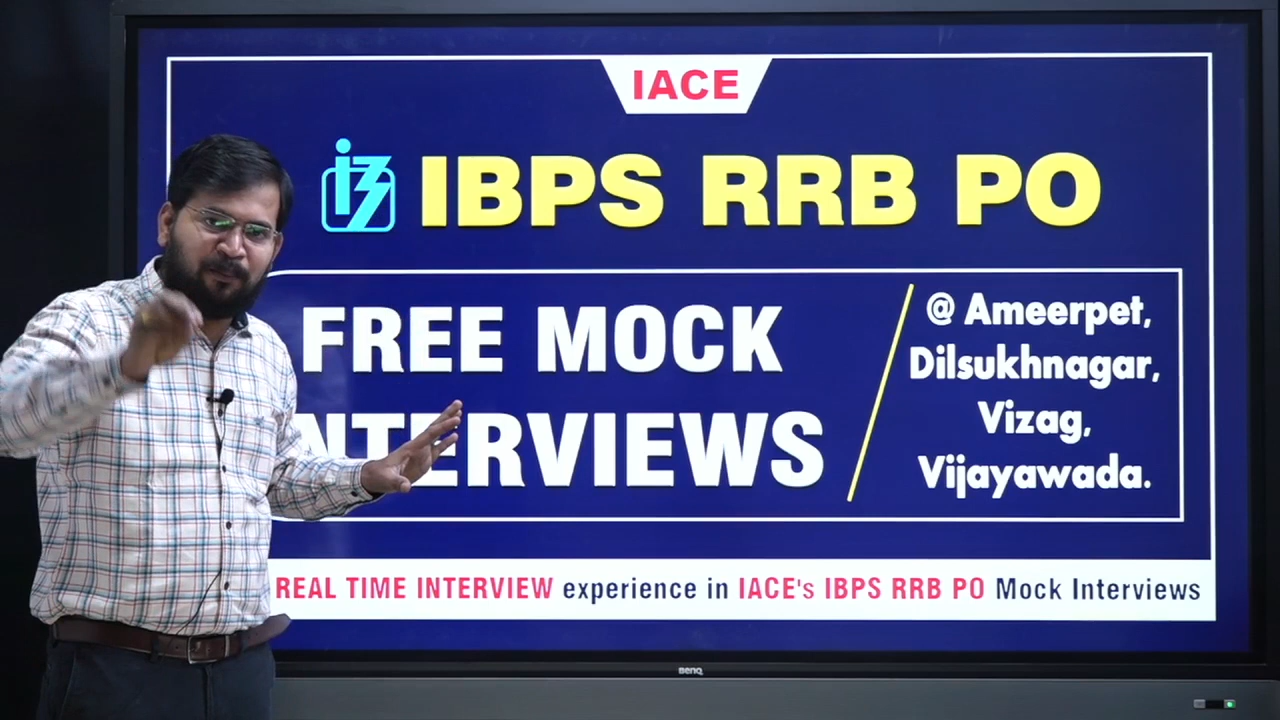 IACE
IBPS RRB PO
FREE MOCK
INTERVIEWS
@ Ameerpet,
Dilsukhnagar,
Vizag,
Vijayawada.
REAL TIME INTERVIEW experience in IACE's IBPS RRB PO Mock Interviews
BenQ